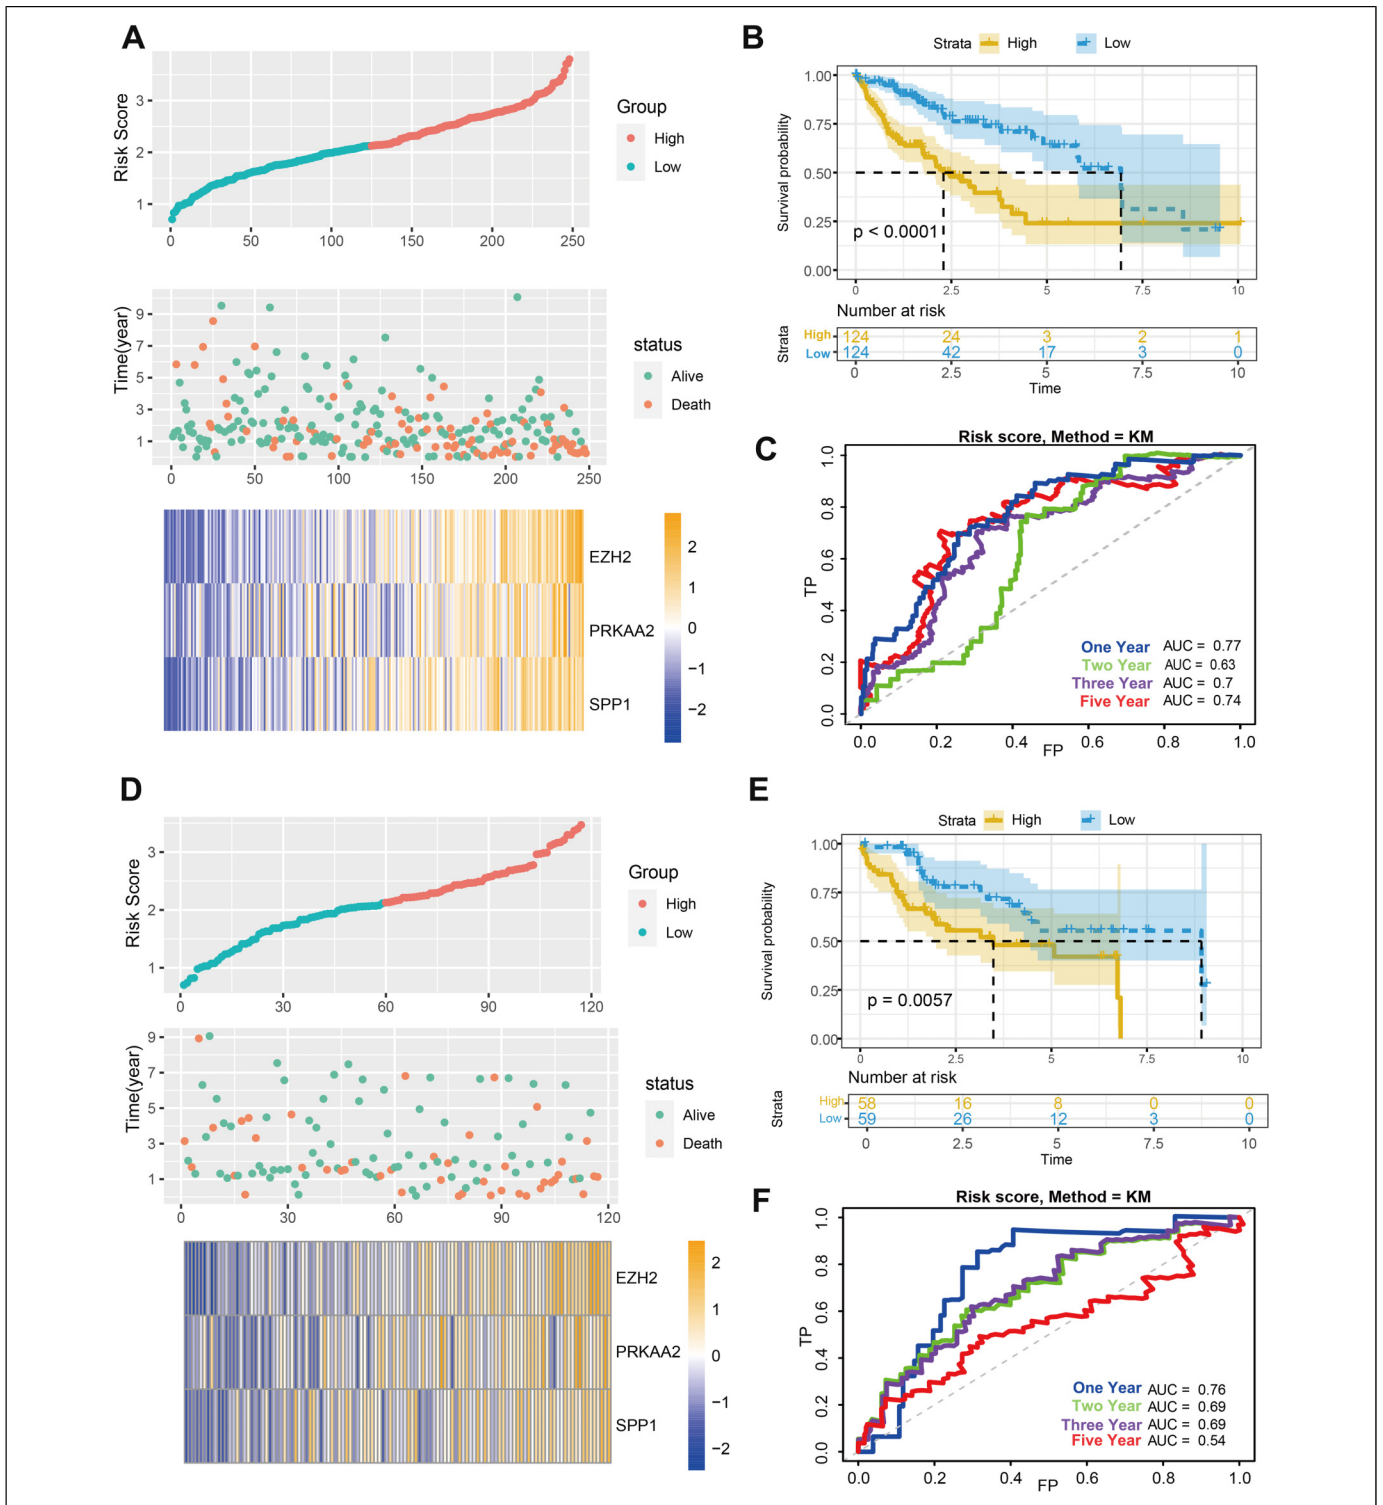 A
Risk Score
3
2
1
0 50 100 150 200 250
Group
High
Low
Time(year)
9
7
5
3
1
0 50 100 150 200 250
status
Alive
Death
EZH2
PRKAA2
SPP1
2
1
0
−1
−2
B
Strata High Low
Survival probability
1.00
0.75
0.50
0.25
0.00
p < 0.0001
0 2.5 5 7.5 10
Number at risk
Strata
High 124 24 3 2 1
Low 124 42 17 3 0
0 2.5 5 7.5 10
Time
C
Risk score, Method = KM
TP
1.0
0.8
0.6
0.4
0.2
0.0
One Year AUC = 0.77
Two Year AUC = 0.63
Three Year AUC = 0.7
Five Year AUC = 0.74
0.0 0.2 0.4 0.6 0.8 1.0
FP
D
Risk Score
3
2
1
0 30 60 90 120
Group
High
Low
Time(year)
9
7
5
3
1
0 30 60 90 120
status
Alive
Death
EZH2
PRKAA2
SPP1
2
1
0
−1
−2
E
Strata High Low
Survival probability
1.00
0.75
0.50
0.25
0.00
p = 0.0057
0 2.5 5 7.5 10
Number at risk
Strata
High 58 16 8 0 0
Low 59 26 12 3 0
0 2.5 5 7.5 10
Time
F
Risk score, Method = KM
TP
1.0
0.8
0.6
0.4
0.2
0.0
One Year AUC = 0.76
Two Year AUC = 0.69
Three Year AUC = 0.69
Five Year AUC = 0.54
0.0 0.2 0.4 0.6 0.8 1.0
FP